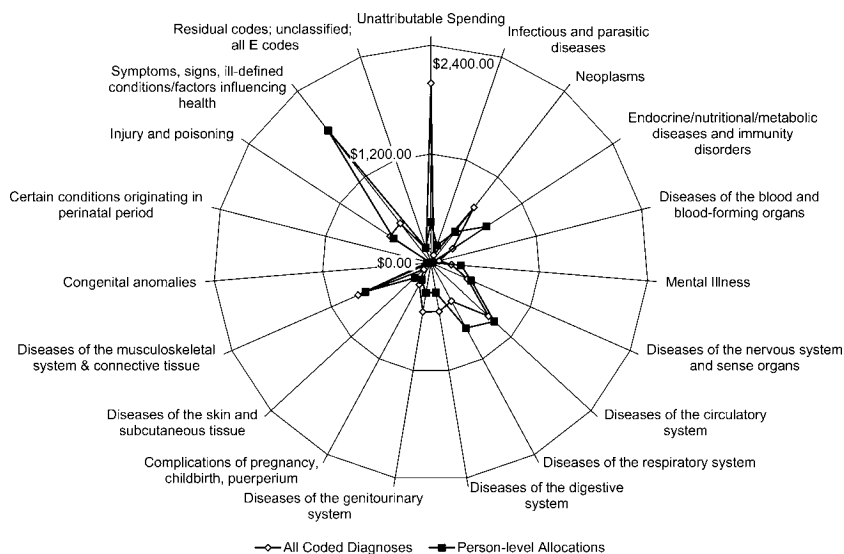 Unattributable Spending
Residual codes; unclassified;
all E codes
Infectious and parasitic
diseases
$2,400.00
Symptoms, signs, ill-defined
conditions/factors influencing
health
Neoplasms
Injury and poisoning
Endocrine/nutritional/metabolic
diseases and immunity
disorders
$1,200.00
Certain conditions originating in
perinatal period
Diseases of the blood and
blood-forming organs
$0.00
Congenital anomalies
Mental Illness
Diseases of the musculoskeletal
system & connective tissue
Diseases of the nervous system
and sense organs
Diseases of the skin and
subcutaneous tissue
Diseases of the circulatory
system
Complications of pregnancy,
childbirth, puerperium
Diseases of the respiratory system
Diseases of the genitourinary
system
Diseases of the digestive
system
All Coded Diagnoses
Person-level Allocations